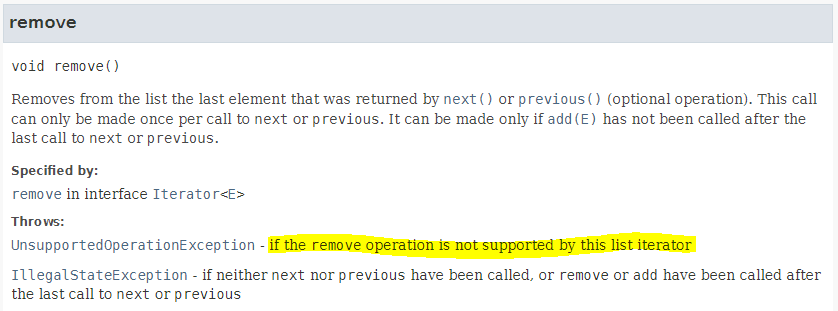 remove
void remove()
Removes from the list the last element that was returned by next() or previous() (optional operation). This call
can only be made once per call to next or previous. It can be made only if add(E) has not been called after the
last call to next or previous.
Specified by:
remove in interface Iterator<E>
Throws:
UnsupportedOperationException - if the remove operation is not supported by this list iterator
IllegalStateException - if neither next nor previous have been called, or remove or add have been called after
the last call to next or previous